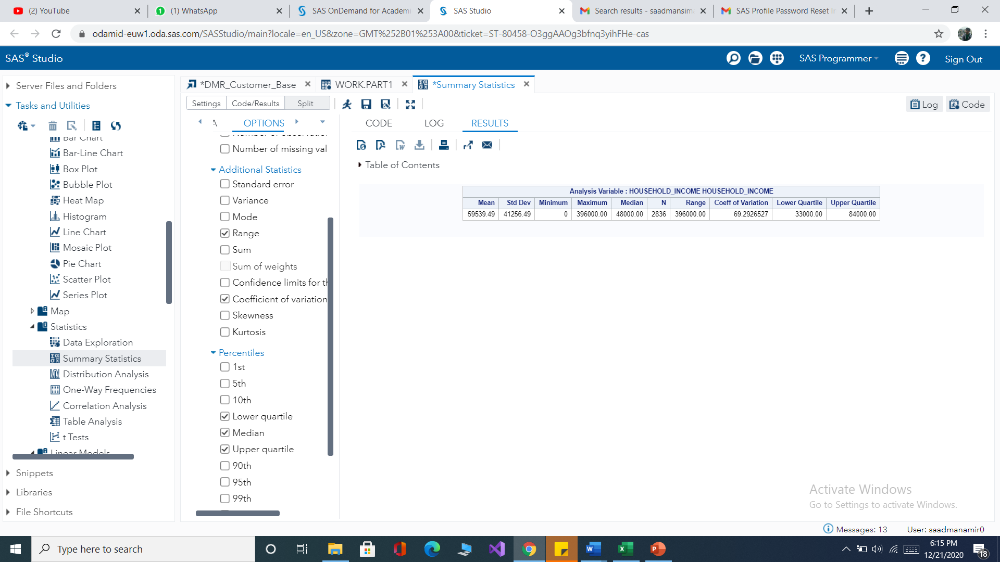 (2) YouTube
(1) WhatsApp
SAS OnDemand for Academi
SAS Studio
Search results - saadmansim
SAS Profile Password Reset
odamid-euw1.oda.sas.com/SASStudio/main?locale=en_US&zone=GMT%252B01%253A00&ticket=ST-80458-O3ggAAOg3bfnq3yihFHe-cas
SAS® Studio
SAS Programmer
Sign Out
Server Files and Folders
Tasks and Utilities
Bar Chart
Bar-Line Chart
Box Plot
Bubble Plot
Heat Map
Histogram
Line Chart
Mosaic Plot
Pie Chart
Scatter Plot
Series Plot
Map
Statistics
Data Exploration
Summary Statistics
Distribution Analysis
One-Way Frequencies
Correlation Analysis
Table Analysis
t Tests
Linear Models
Snippets
Libraries
File Shortcuts
*DMR_Customer_Base
WORK.PART1
*Summary Statistics
Settings
Code/Results
Split
Log
Code
A
OPTIONS
Number of missing val
Additional Statistics
Standard error
Variance
Mode
Range
Sum
Sum of weights
Confidence limits for th
Coefficient of variation
Skewness
Kurtosis
Percentiles
1st
5th
10th
Lower quartile
Median
Upper quartile
90th
95th
99th
CODE LOG RESULTS
Table of Contents
Analysis Variable : HOUSEHOLD_INCOME HOUSEHOLD_INCOME
Mean Std Dev Minimum Maximum Median N Range Coeff of Variation Lower Quartile Upper Quartile
59539.49 41256.49 0 396000.00 48000.00 2836 396000.00 69.2926527 33000.00 84000.00
Activate Windows
Go to Settings to activate Windows.
Messages: 13
User: saadmanamir0
Type here to search
6:15 PM
12/21/2020
18